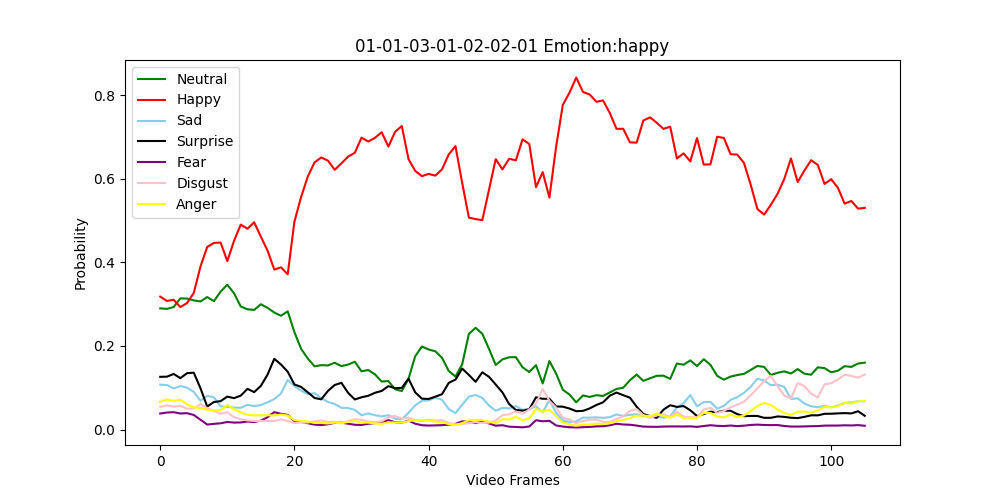 01-01-03-01-02-02-01 Emotion:happy
Neutral
Happy
Sad
Surprise
Fear
Disgust
Anger
0.8
0.6
0.4
0.2
0.0
Probability
0
20
40
60
80
100
Video Frames